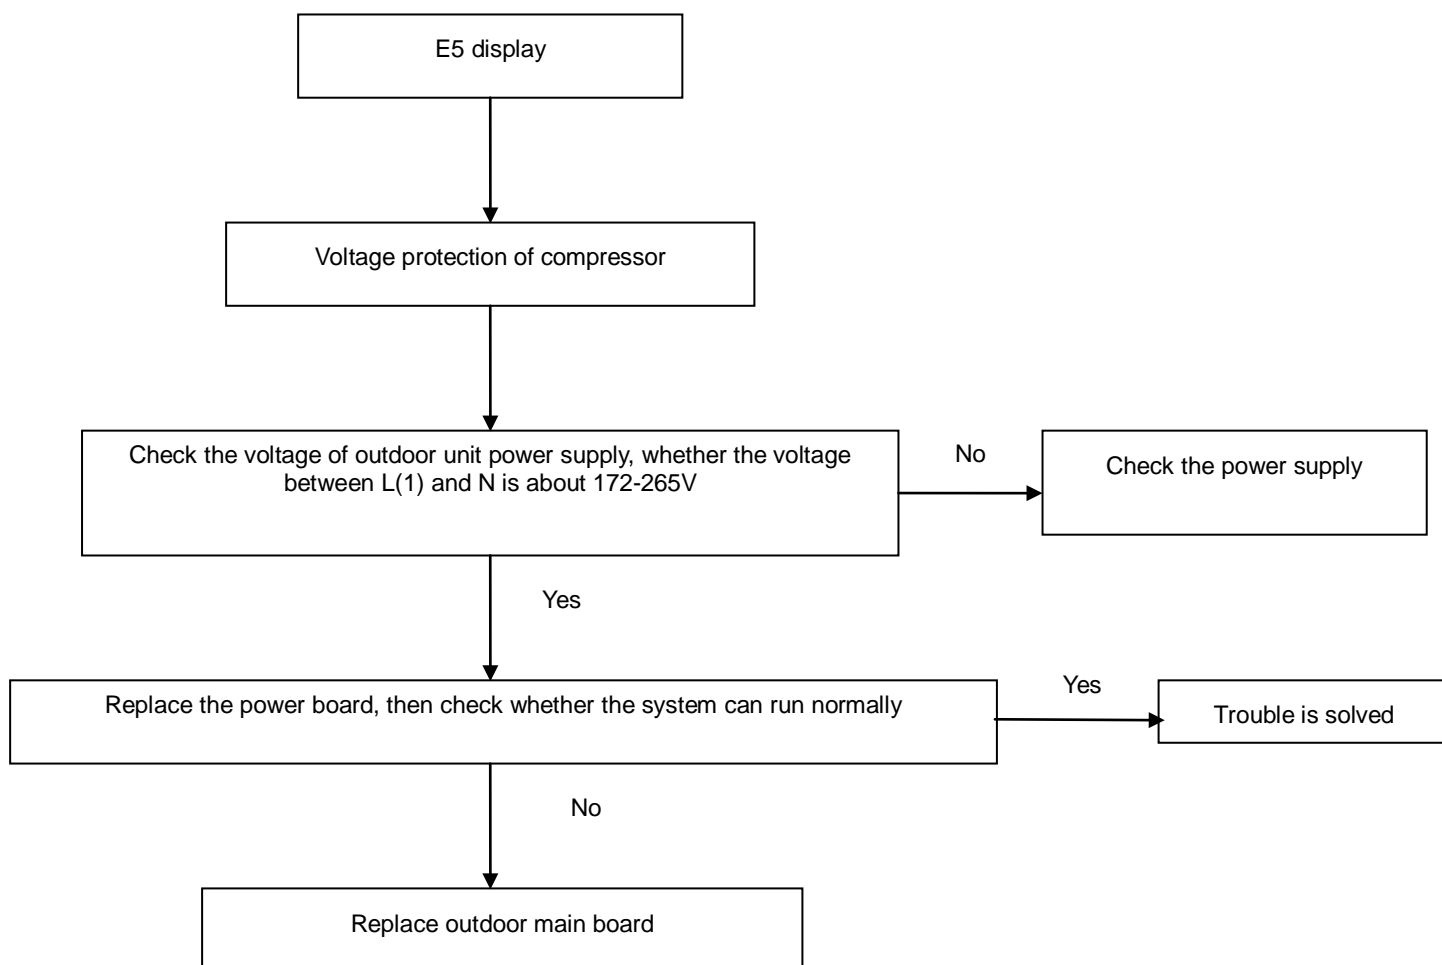 E5 display
Voltage protection of compressor
Check the voltage of outdoor unit power supply, whether the voltage
between L(1) and N is about 172-265V
No
Check the power supply
Yes
Replace the power board, then check whether the system can run normally
Yes
Trouble is solved
No
Replace outdoor main board